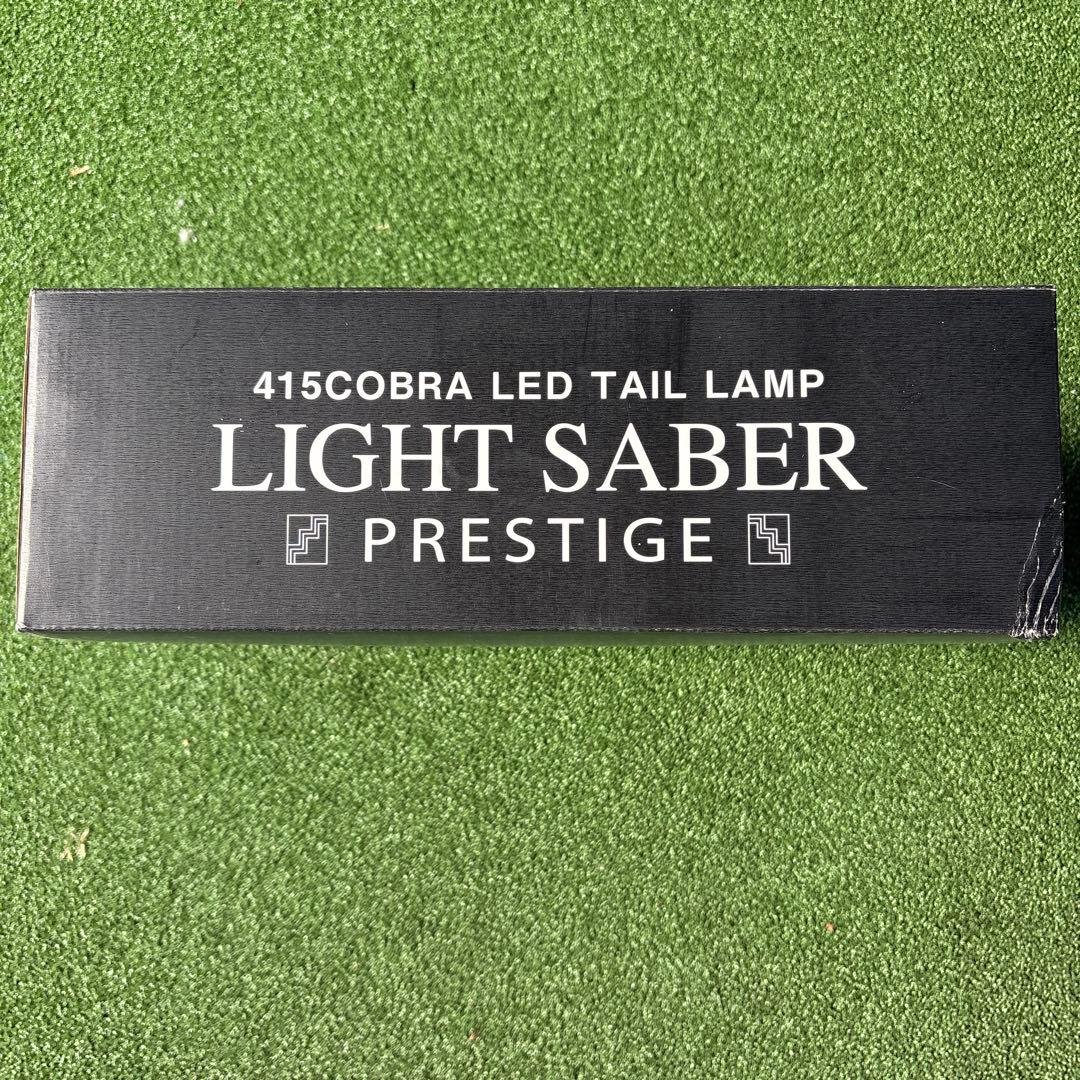 415COBRA LED TAIL LAMP
LIGHT SABER
PRESTIGE